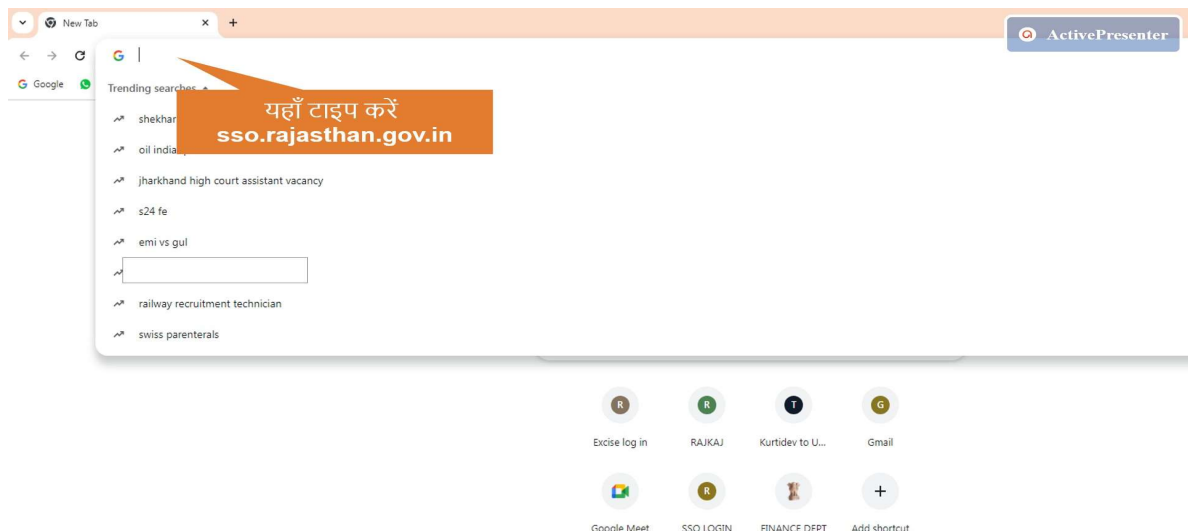 New Tab
ActivePresenter
Google
Trending searches
shekhar
oil india
यहाँ टाइप करें
sso.rajasthan.gov.in
jharkhand high court assistant vacancy
s24 fe
emi vs gul
railway recruitment technician
swiss parenterals
R R T G
Excise log in RAJKAJ Kurtidev to U... Gmail
R
Google Meet SSO LOGIN FINANCE DEPT Add shortcut